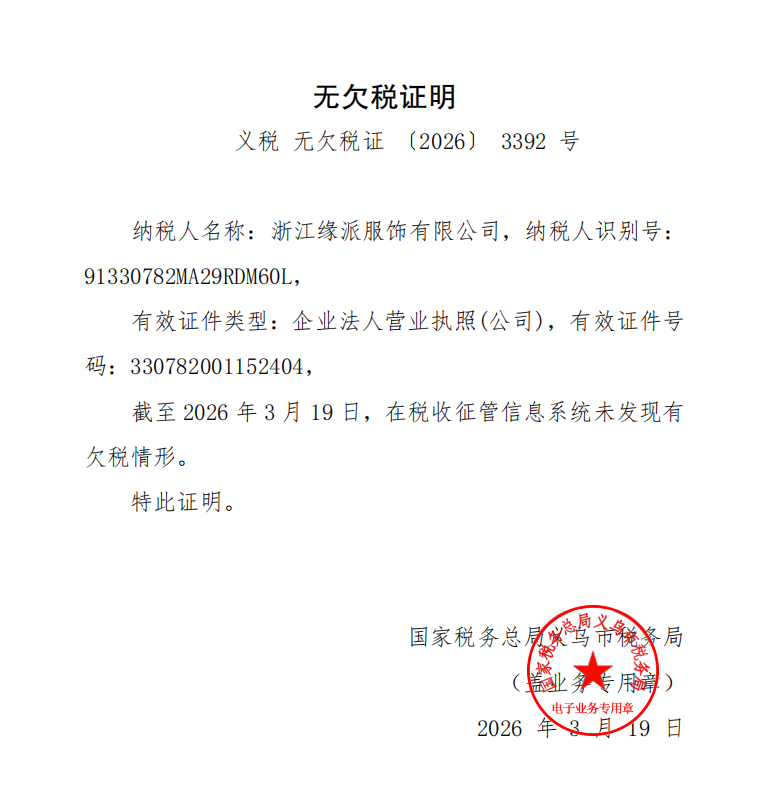 无欠税证明
义税 无欠税证 〔2026〕 3392 号
纳税人名称：浙江缘派服饰有限公司，纳税人识别号：
91330782MA29RDM60L，
有效证件类型：企业法人营业执照(公司)，有效证件号
码：330782001152404，
截至 2026 年 3 月 19 日，在税收征管信息系统未发现有
欠税情形。
特此证明。
国家税务总局义乌市税务局
（盖业务专用章）
2026 年 3 月 19 日
国家税务总局义乌市税务局
电子业务专用章